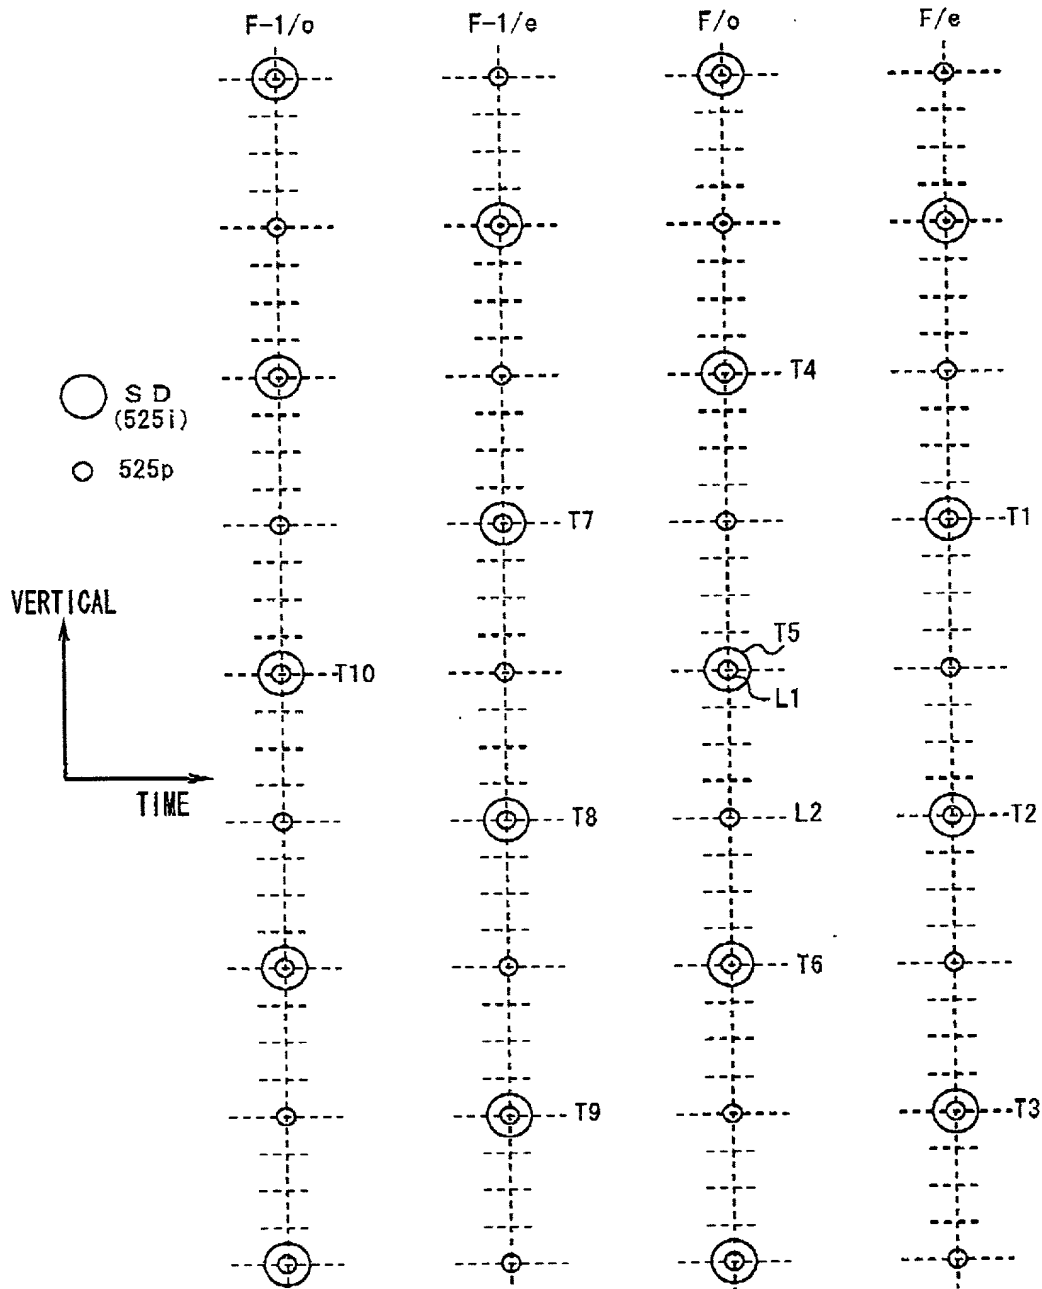 F-1/o F-1/e F/o F/e
T4
S D
(525i)
525p
T7 T1
VERTICAL
T5
T10
L1
TIME
T8 L2 T2
T6
T9 T3